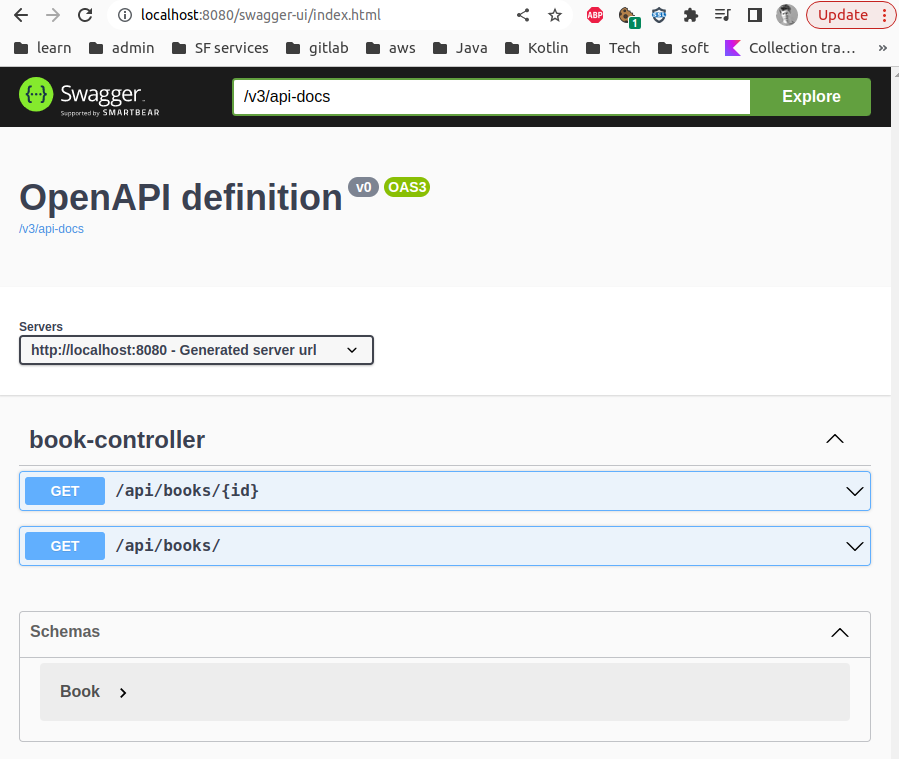 localhost:8080/swagger-ui/index.html ABP 1 Update
learn admin SF services gitlab aws Java Kotlin Tech soft Collection tra... »
Swagger /v3/api-docs Explore
Supported by SMARTBEAR
OpenAPI definition v0 OAS3
/v3/api-docs
Servers
http://localhost:8080 - Generated server url
book-controller
GET /api/books/{id}
GET /api/books/
Schemas
Book